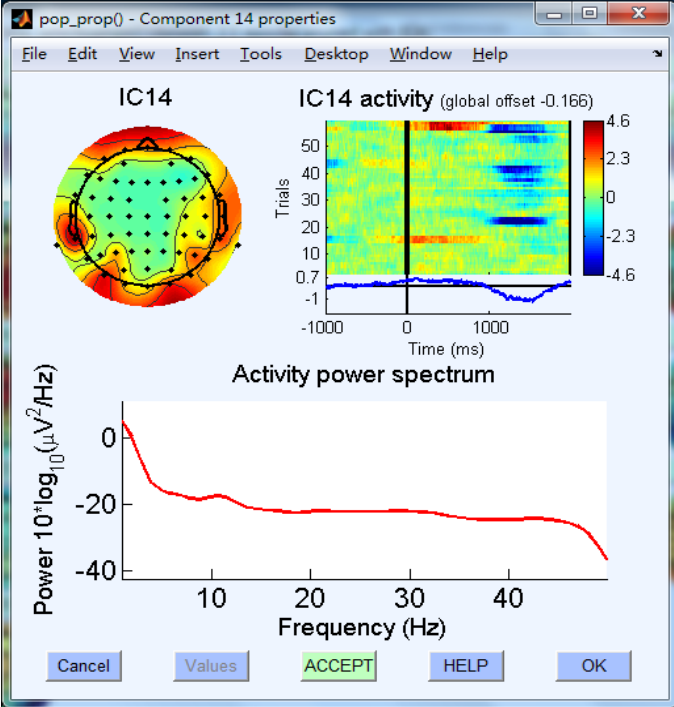 pop_prop() - Component 14 properties
File Edit View Insert Tools Desktop Window Help
IC14
IC14 activity (global offset -0.166)
Trials
50
40
30
20
10
0.7
-1
-1000 0 1000
Time (ms)
4.6
2.3
0
-2.3
-4.6
Activity power spectrum
Power 10*log10(μV2/Hz)
0
-20
-40
10 20 30 40
Frequency (Hz)
Cancel Values ACCEPT HELP OK